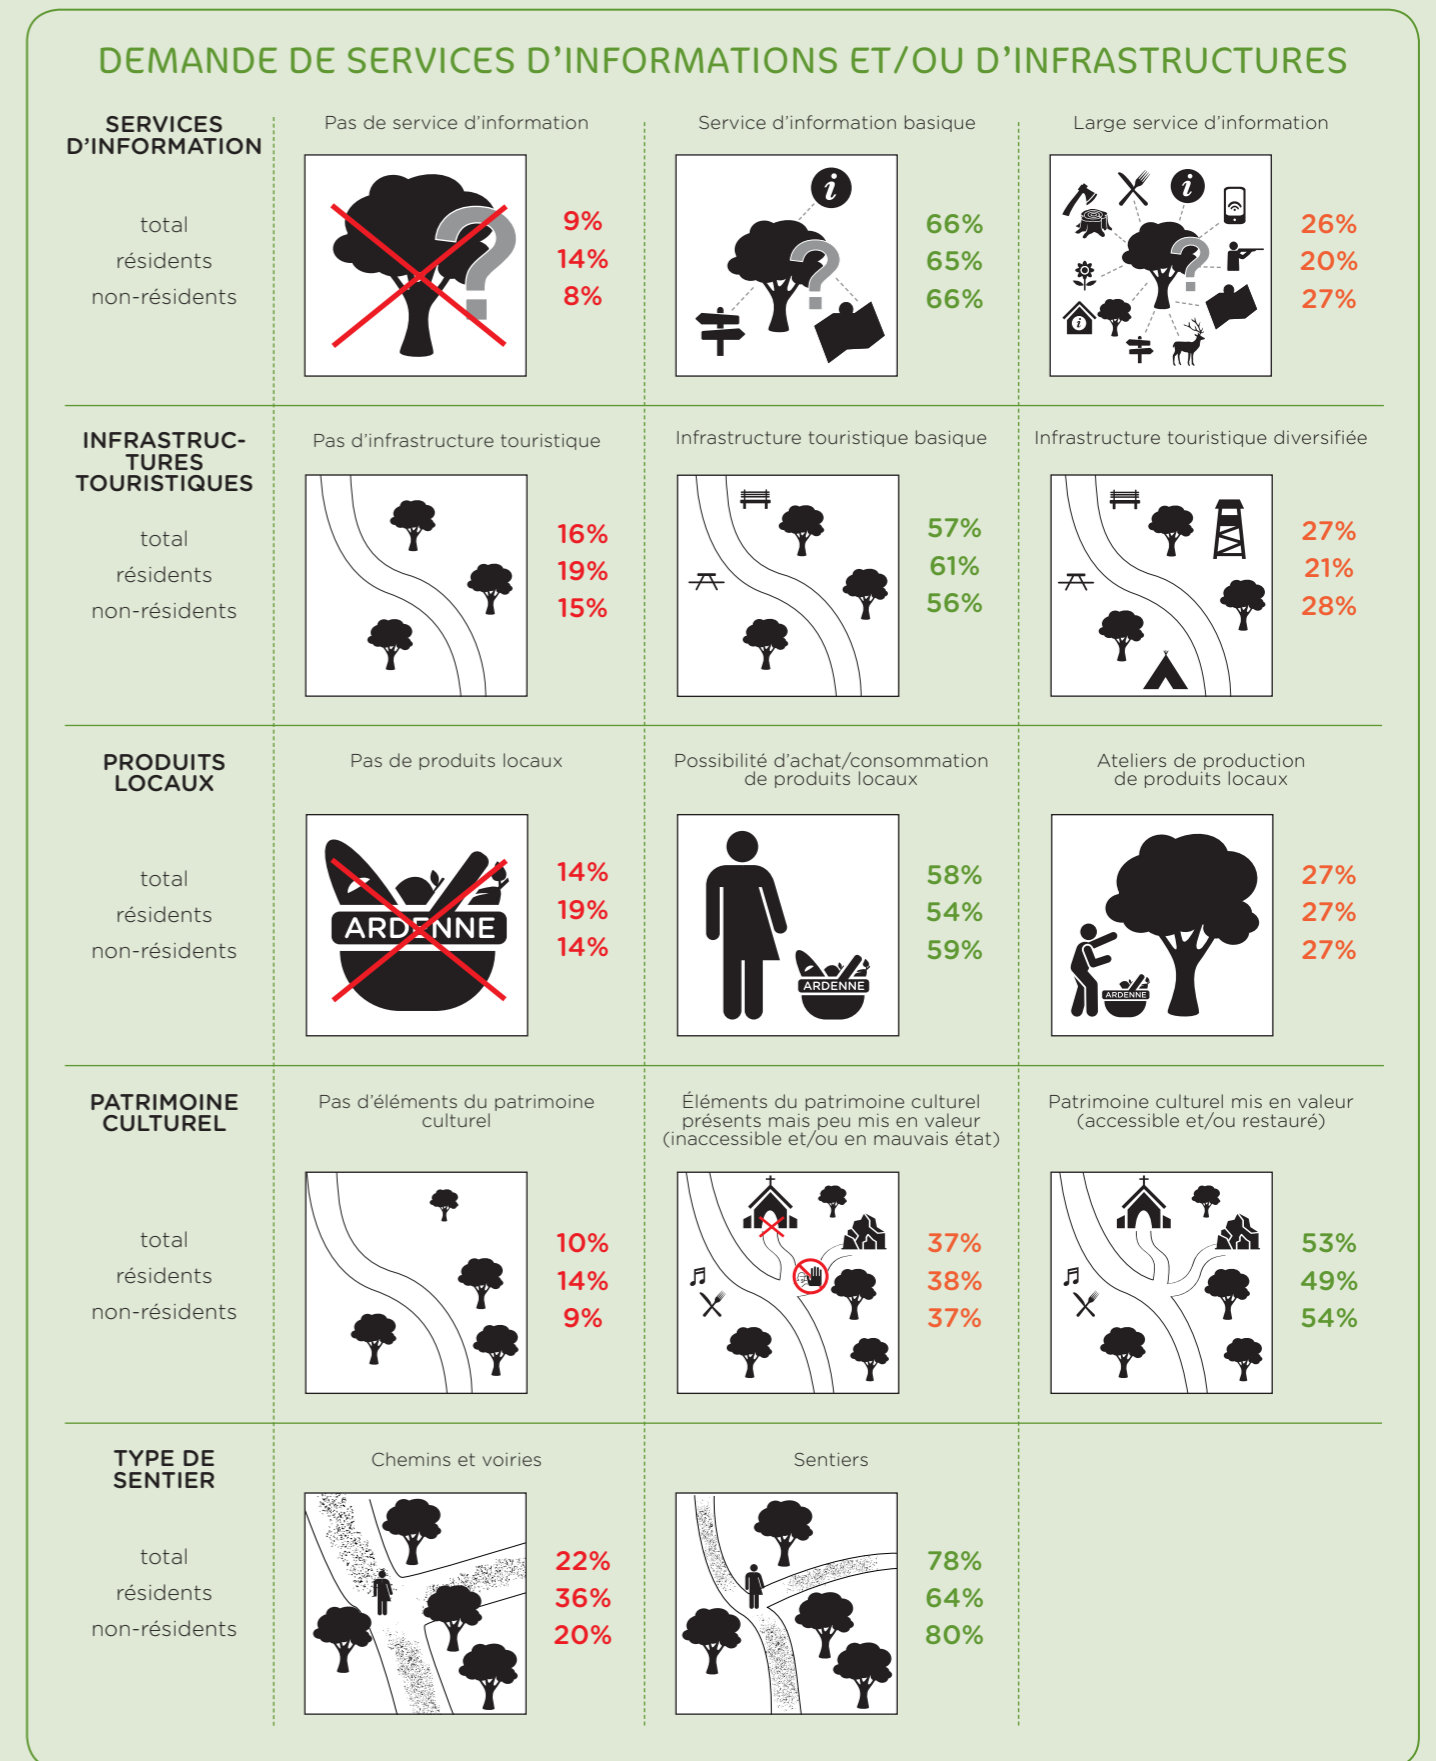 DEMANDE DE SERVICES D'INFORMATIONS ET/OU D'INFRASTRUCTURES
SERVICES
D'INFORMATION
total
résidents
non-résidents
Pas de service d'information
9%
14%
8%
Service d'information basique
66%
65%
66%
Large service d'information
26%
20%
27%
INFRASTRUC-
TURES
TOURISTIQUES
total
résidents
non-résidents
Pas d'infrastructure touristique
16%
19%
15%
Infrastructure touristique basique
57%
61%
56%
Infrastructure touristique diversifiée
27%
21%
28%
PRODUITS
LOCAUX
total
résidents
non-résidents
Pas de produits locaux
ARDENNE
14%
19%
14%
Possibilité d'achat/consommation
de produits locaux
ARDENNE
58%
54%
59%
Ateliers de production
de produits locaux
ARDENNE
27%
27%
27%
PATRIMOINE
CULTUREL
total
résidents
non-résidents
Pas d'éléments du patrimoine
culturel
10%
14%
9%
Éléments du patrimoine culturel
présents mais peu mis en valeur
(inaccessible et/ou en mauvais état)
37%
38%
37%
Patrimoine culturel mis en valeur
(accessible et/ou restauré)
53%
49%
54%
TYPE DE
SENTIER
total
résidents
non-résidents
Chemins et voiries
22%
36%
20%
Sentiers
78%
64%
80%